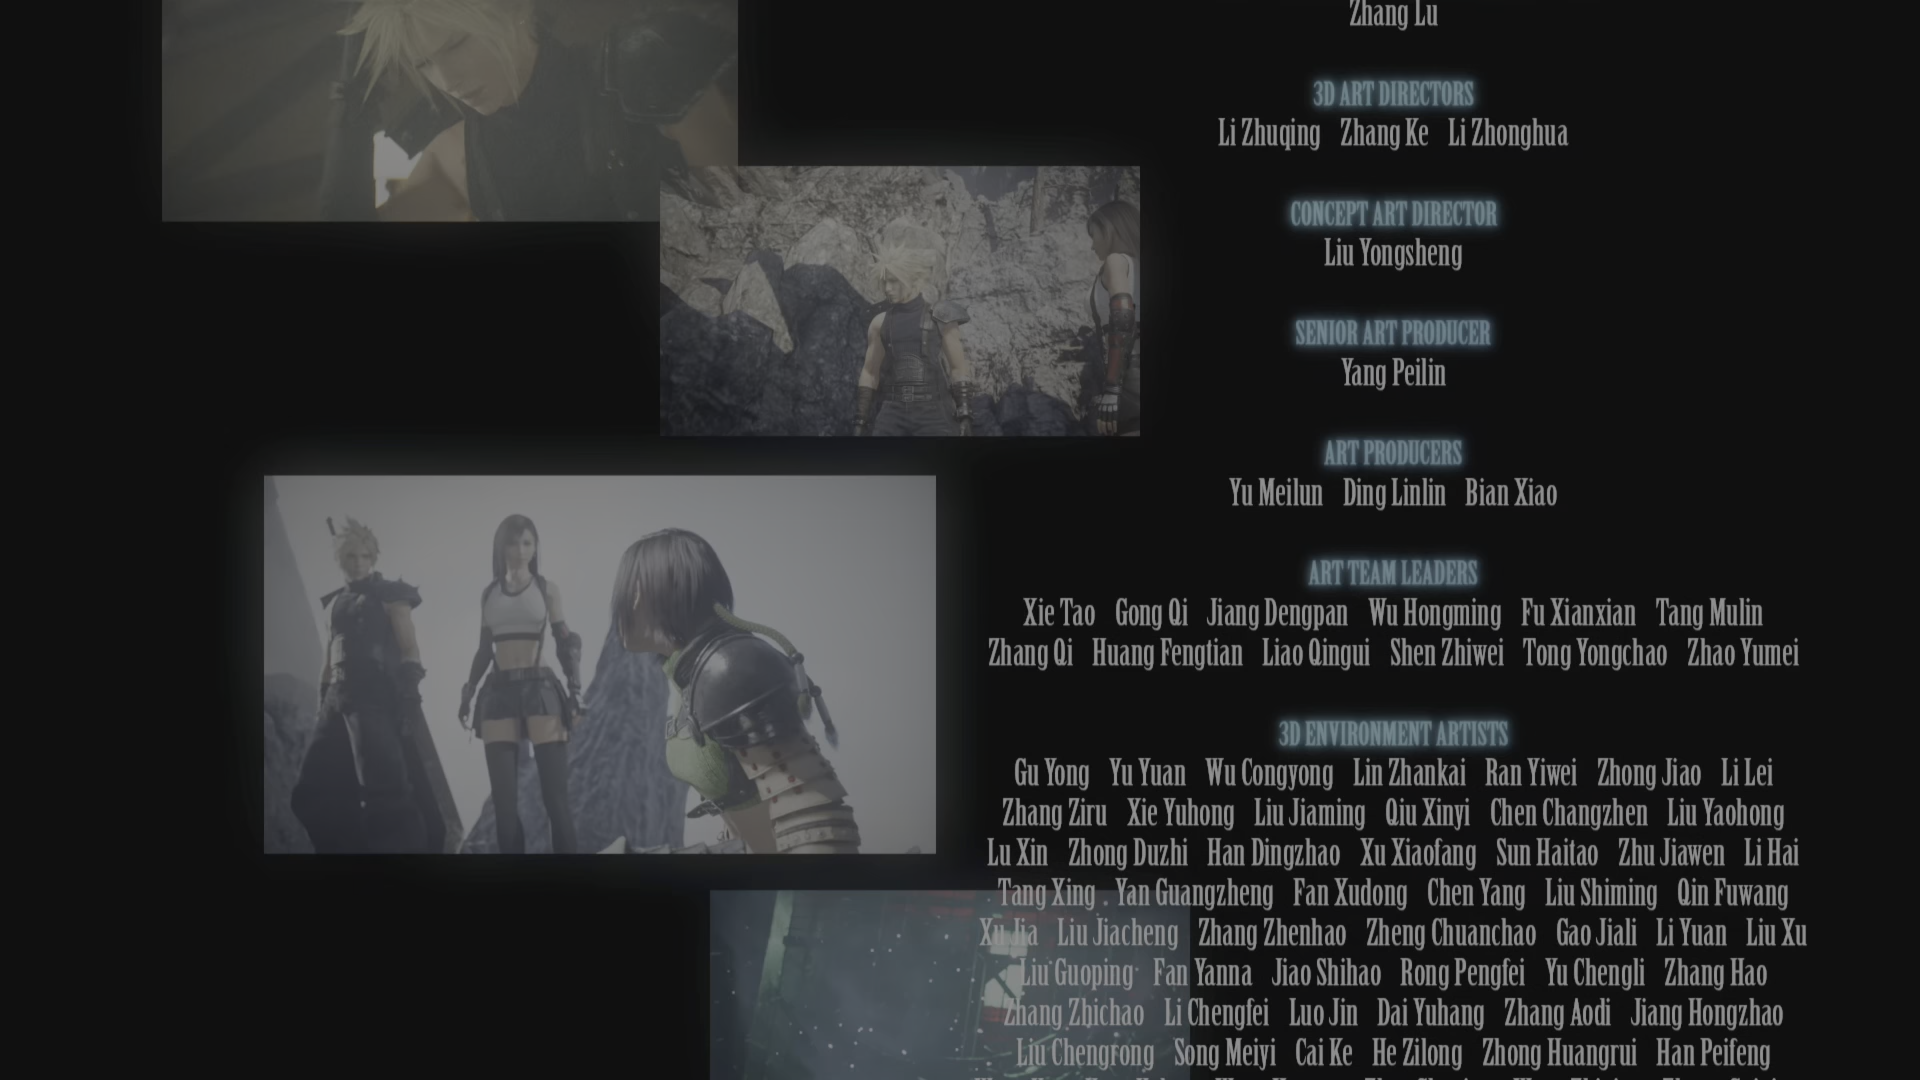 Zhang Lu
3D ART DIRECTORS
Li Zhuqing Zhang Ke Li Zhonghua
CONCEPT ART DIRECTOR
Liu Yongsheng
SENIOR ART PRODUCER
Yang Peilin
ART PRODUCERS
Yu Meilun Ding Linlin Bian Xiao
ART TEAM LEADERS
Xie Tao Gong Qi Jiang Dengpan Wu Hongming Fu Xianxian Tang Mulin
Zhang Qi Huang Fengtian Liao Qingui Shen Zhiwei Tong Yongchao Zhao Yumei
3D ENVIRONMENT ARTISTS
Gu Yong Yu Yuan Wu Congyong Lin Zhankai Ran Yiwei Zhong Jiao Li Lei
Zhang Ziru Xie Yuhong Liu Jiaming Qiu Xinyi Chen Changzhen Liu Yaohong
Lu Xin Zhong Duzhi Han Dingzhao Xu Xiaofang Sun Haitao Zhu Jiawen Li Hai
Tang Xing Yan Guangzheng Fan Xudong Chen Yang Liu Shiming Qin Fuwang
Xu Jia Liu Jiacheng Zhang Zhenhao Zheng Chuanchao Gao Jiali Li Yuan Liu Xu
Liu Guoping Fan Yanna Jiao Shihao Rong Pengfei Yu Chengli Zhang Hao
Zhang Zhichao Li Chengfei Luo Jin Dai Yuhang Zhang Aodi Jiang Hongzhao
Liu Chengrong Song Meiyi Cai Ke He Zilong Zhong Huangrui Han Peifeng